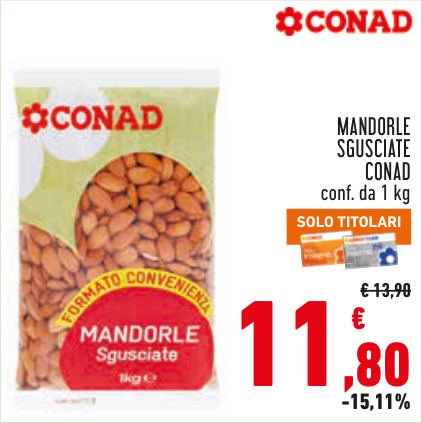 CONAD
MANDORLE
SGUSCIATE
CONAD
conf. da 1 kg
SOLO TITOLARI
CONAD
€ 13,90
11,80
€
-15,11%
CONAD
FORMATO CONVENIENZA
MANDORLE
Sgusciate
1kg e